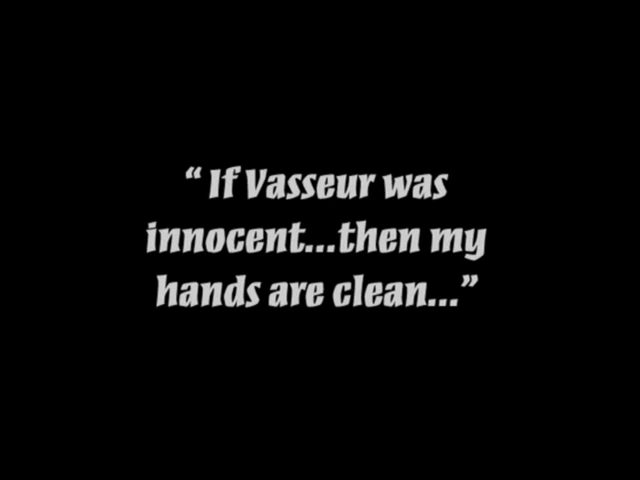 “ If Vasseur was
innocent...then my
hands are clean...”